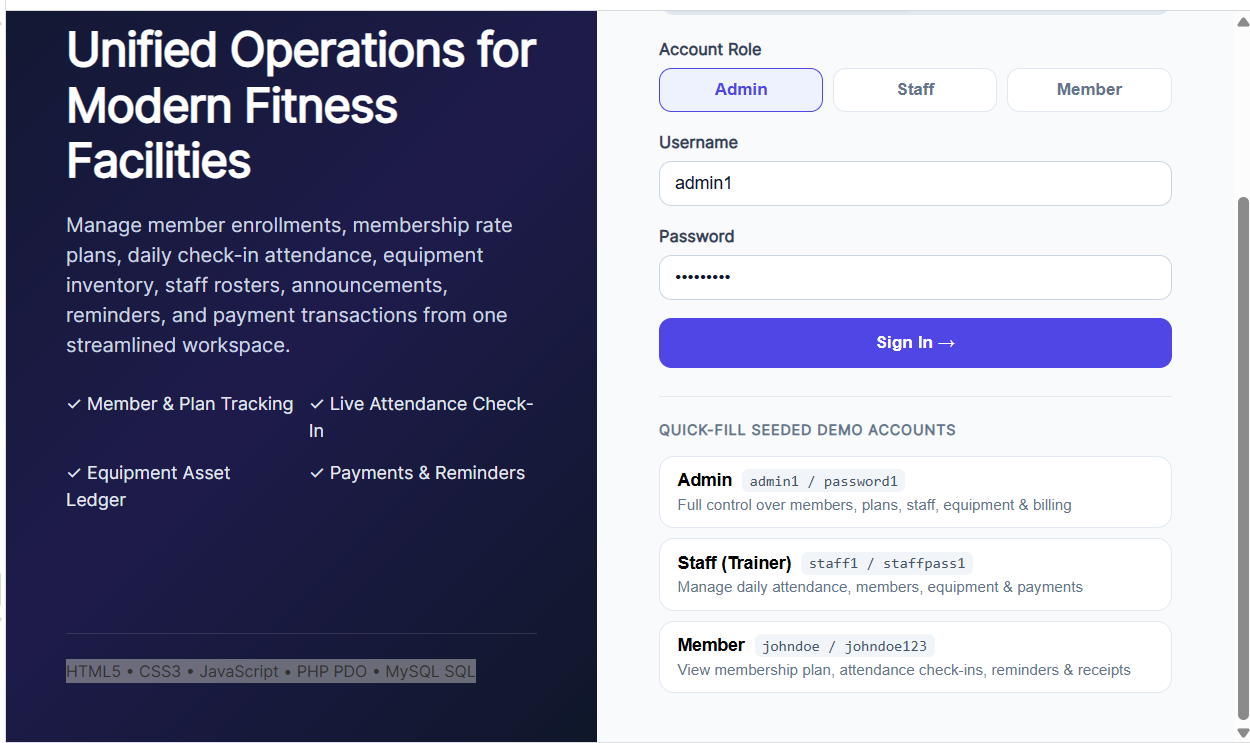 Unified Operations for
Modern Fitness
Facilities
Manage member enrollments, membership rate
plans, daily check-in attendance, equipment
inventory, staff rosters, announcements,
reminders, and payment transactions from one
streamlined workspace.
✓ Member & Plan Tracking
✓ Live Attendance Check-
In
✓ Equipment Asset
Ledger
✓ Payments & Reminders
HTML5 • CSS3 • JavaScript • PHP PDO • MySQL SQL
Account Role
Admin
Staff
Member
Username
admin1
Password
•••••••••
Sign In →
QUICK-FILL SEEDED DEMO ACCOUNTS
Admin admin1 / password1
Full control over members, plans, staff, equipment & billing
Staff (Trainer) staff1 / staffpass1
Manage daily attendance, members, equipment & payments
Member johndoe / johndoe123
View membership plan, attendance check-ins, reminders & receipts